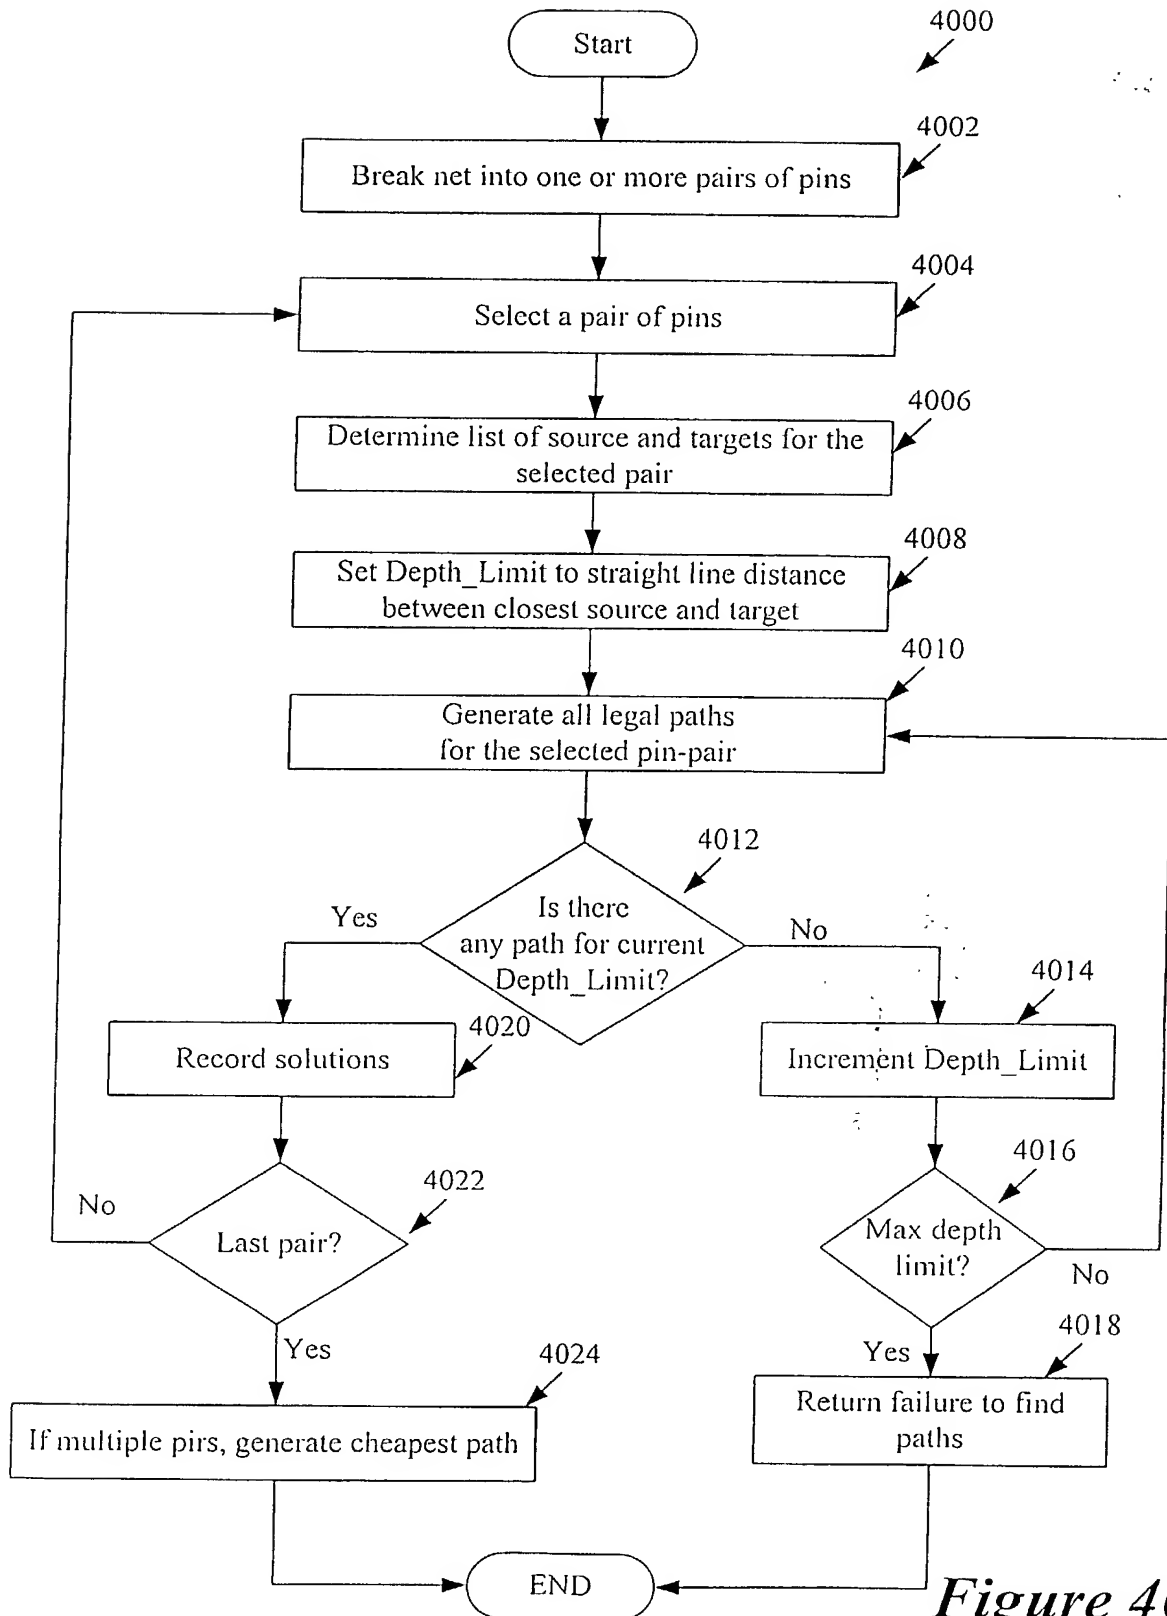 Start
4000
4002
Break net into one or more pairs of pins
4004
Select a pair of pins
4006
Determine list of source and targets for the
selected pair
4008
Set Depth_Limit to straight line distance
between closest source and target
4010
Generate all legal paths
for the selected pin-pair
4012
Is there
any path for current
Depth_Limit?
Yes
No
4014
Increment Depth_Limit
4020
Record solutions
4016
Max depth
limit?
No
4022
Last pair?
No
Yes
Yes
4018
Return failure to find
paths
4024
If multiple pirs, generate cheapest path
END
Figure